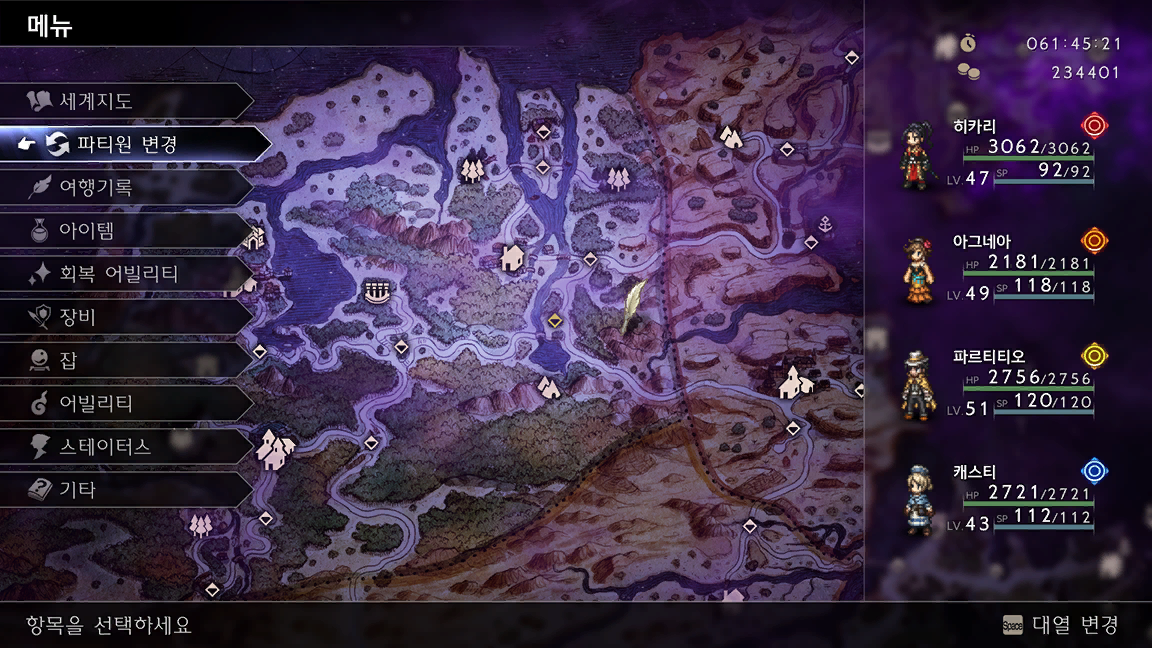 메뉴
세계지도
파티원 변경
여행기록
아이템
회복 어빌리티
장비
잡
어빌리티
스테이터스
기타
061:45:21
234401
히카리
HP 3062/3062
LV.47 SP 92/92
아그네아
HP 2181/2181
LV.49 SP 118/118
파르티티오
HP 2756/2756
LV.51 SP 120/120
캐스티
HP 2721/2721
LV.43 SP 112/112
항목을 선택하세요
Space 대열 변경